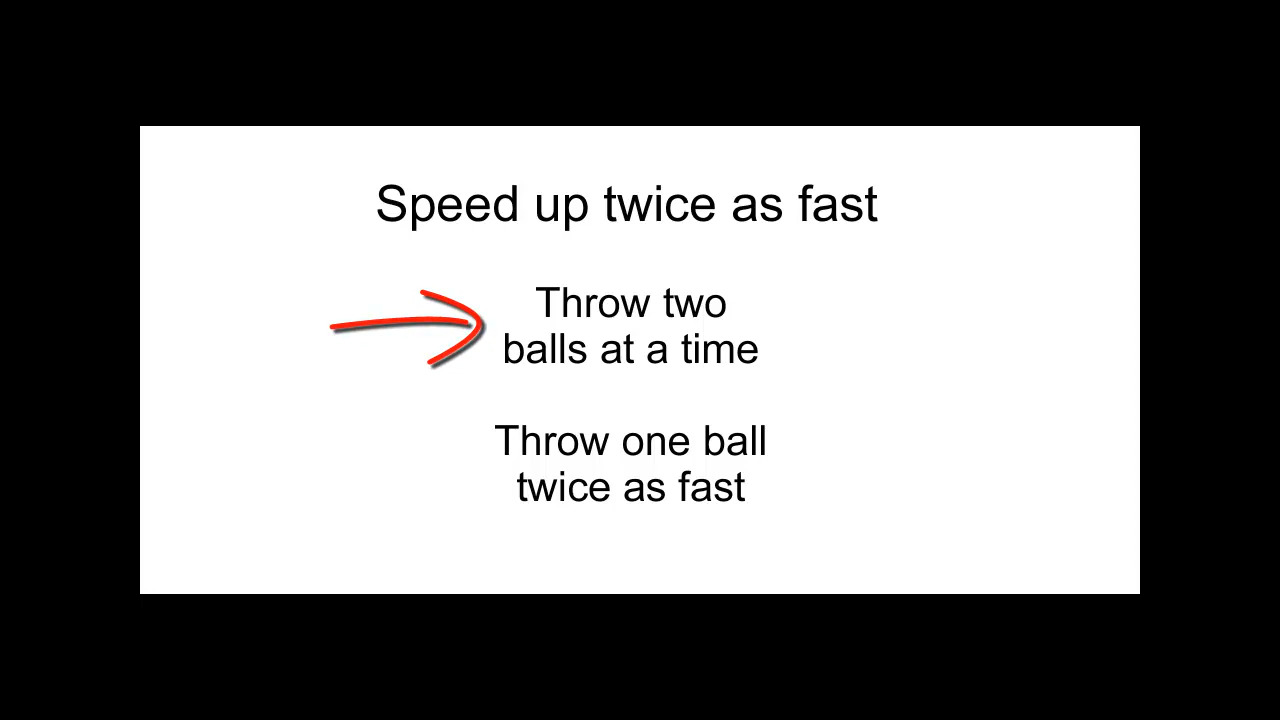 Speed up twice as fast
Throw two
balls at a time
Throw one ball
twice as fast